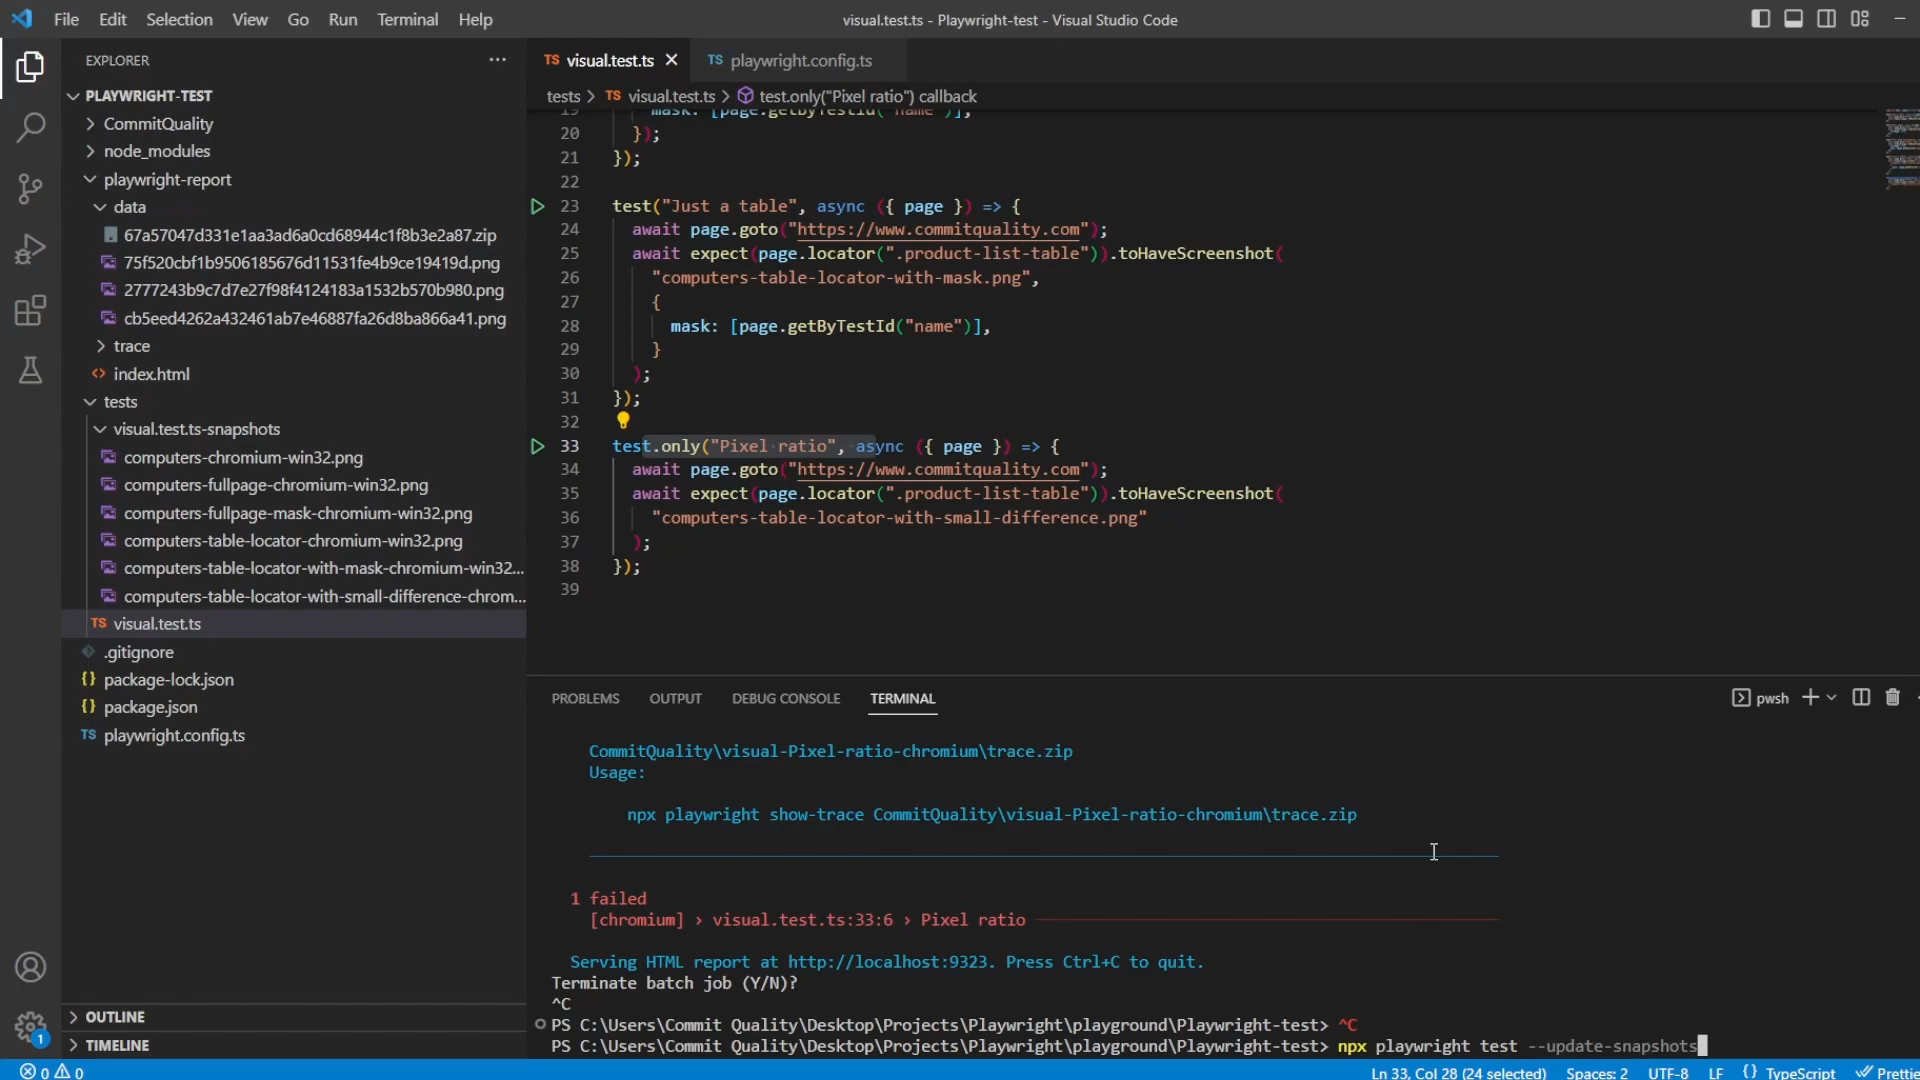 File Edit Selection View Go Run Terminal Help
visual.test.ts - Playwright-test - Visual Studio Code
EXPLORER
PLAYWRIGHT-TEST
CommitQuality
node_modules
playwright-report
data
67a57047d331e1aa3ad6a0cd68944c1f8b3e2a87.zip
75f520cbf1b9506185676d11531fe4b9ce19419d.png
2777243b9c7d7e27f98f4124183a1532b570b980.png
cb5eed4262a432461ab7e46887fa26d8ba866a41.png
trace
index.html
tests
visual.test.ts-snapshots
computers-chromium-win32.png
computers-fullpage-chromium-win32.png
computers-fullpage-mask-chromium-win32.png
computers-table-locator-chromium-win32.png
computers-table-locator-with-mask-chromium-win32...
computers-table-locator-with-small-difference-chrom...
TS visual.test.ts
.gitignore
{} package-lock.json
{} package.json
TS playwright.config.ts
OUTLINE
TIMELINE
TS visual.test.ts
TS playwright.config.ts
tests > TS visual.test.ts > test.only("Pixel ratio") callback
19 mask: [page.getByTestId("name")],
20 });
21 });
22
23 test("Just a table", async ({ page }) => {
24 await page.goto("https://www.commitquality.com");
25 await expect(page.locator(".product-list-table")).toHaveScreenshot(
26 "computers-table-locator-with-mask.png",
27 {
28 mask: [page.getByTestId("name")],
29 }
30 );
31 });
32
33 test.only("Pixel ratio", async ({ page }) => {
34 await page.goto("https://www.commitquality.com");
35 await expect(page.locator(".product-list-table")).toHaveScreenshot(
36 "computers-table-locator-with-small-difference.png"
37 );
38 });
39
PROBLEMS OUTPUT DEBUG CONSOLE TERMINAL
pwsh
CommitQuality\visual-Pixel-ratio-chromium\trace.zip
Usage:
npx playwright show-trace CommitQuality\visual-Pixel-ratio-chromium\trace.zip
1 failed
[chromium] › visual.test.ts:33:6 › Pixel ratio
Serving HTML report at http://localhost:9323. Press Ctrl+C to quit.
Terminate batch job (Y/N)?
^C
PS C:\Users\Commit Quality\Desktop\Projects\Playwright\playground\Playwright-test> ^C
PS C:\Users\Commit Quality\Desktop\Projects\Playwright\playground\Playwright-test> npx playwright test --update-snapshots
1
0 0
Ln 33, Col 28 (24 selected) Spaces: 2 UTF-8 LF {} TypeScript Prettie